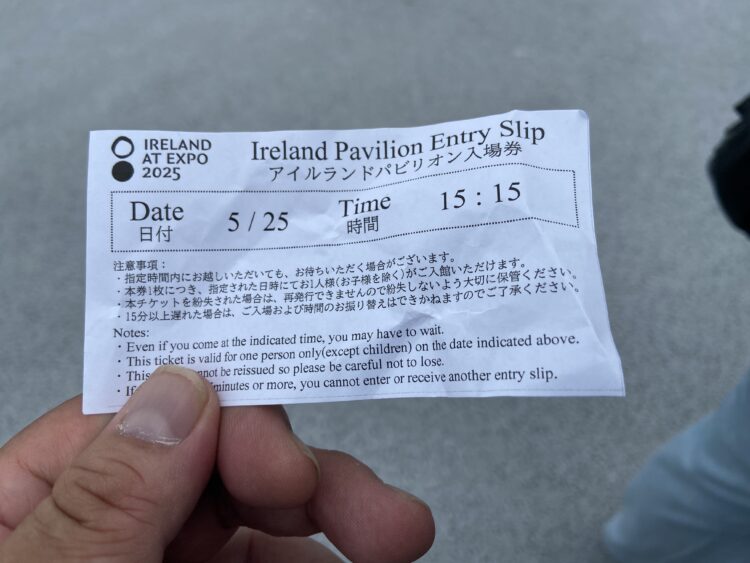 IRELAND
AT EXPO
2025
Ireland Pavilion Entry Slip
アイルランドパビリオン入場券
Date 5 / 25 Time 15 : 15
日付 時間
注意事項：
・指定時間内にお越しいただいても、お待ちいただく場合がございます。
・本券1枚につき、指定された日時にてお1人様(お子様を除く)がご入館いただけます。
・本チケットを紛失された場合は、再発行できませんので紛失しないよう大切に保管ください。
・15分以上遅れた場合は、ご入場および時間のお振り替えはできかねますのでご了承ください。
Notes:
・Even if you come at the indicated time, you may have to wait.
・This ticket is valid for one person only(except children) on the date indicated above.
・This not be reissued so please be careful not to lose.
・If minutes or more, you cannot enter or receive another entry slip.